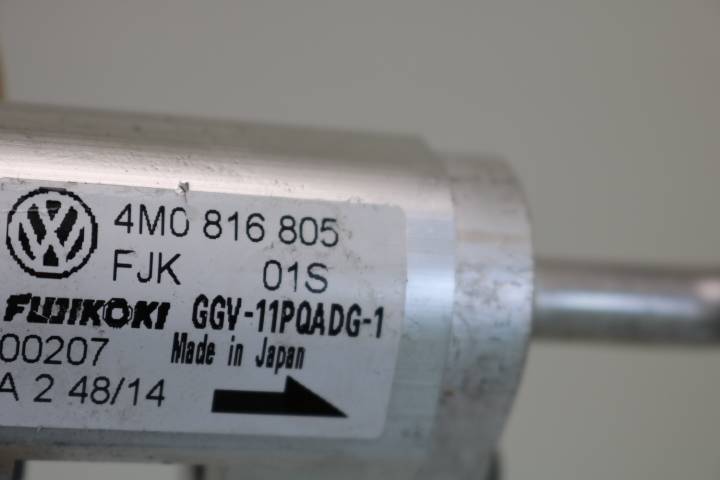 4M0 816 805
FJK 01S
FUJIKOKI GGV-11PQADG-1
00207 Made in Japan
A 2 48/14